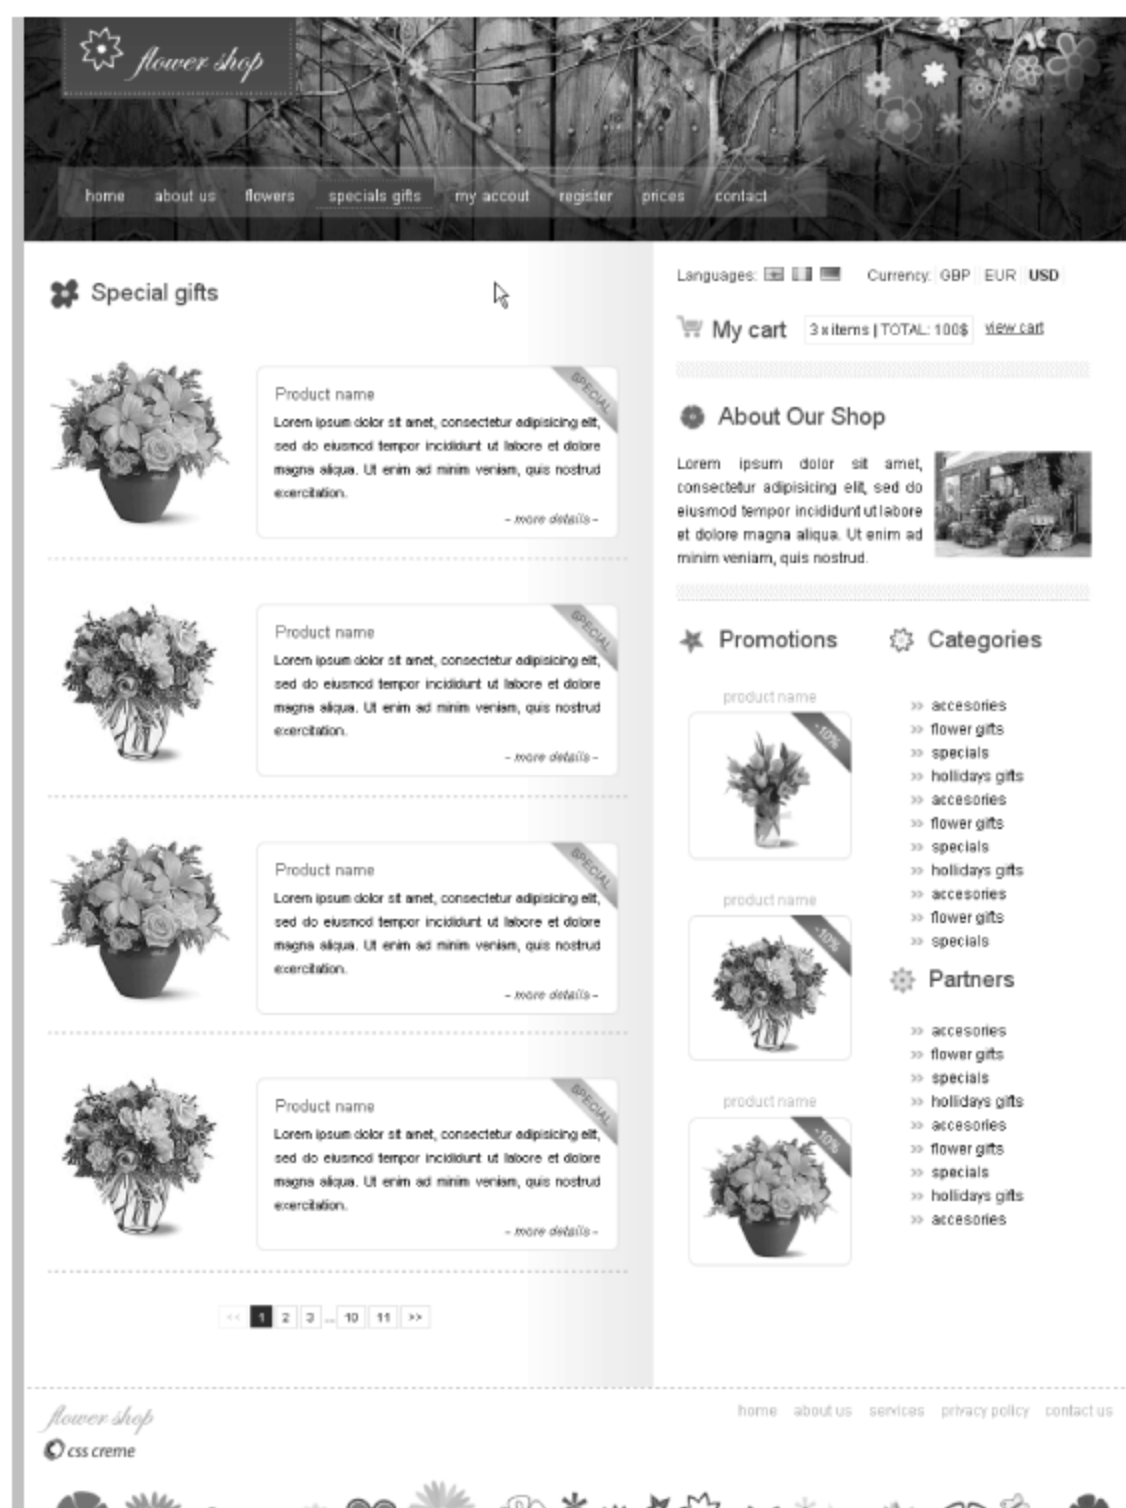 flower shop
home about us flowers specials gifts my accout register prices contact
Special gifts
SPECIAL
Product name
Lorem ipsum dolor sit amet, consectetur adipisicing elit,
sed do eiusmod tempor incididunt ut labore et dolore
magna aliqua. Ut enim ad minim veniam, quis nostrud
exercitation.
- more details -
SPECIAL
Product name
Lorem ipsum dolor sit amet, consectetur adipisicing elit,
sed do eiusmod tempor incididunt ut labore et dolore
magna aliqua. Ut enim ad minim veniam, quis nostrud
exercitation.
- more details -
SPECIAL
Product name
Lorem ipsum dolor sit amet, consectetur adipisicing elit,
sed do eiusmod tempor incididunt ut labore et dolore
magna aliqua. Ut enim ad minim veniam, quis nostrud
exercitation.
- more details -
SPECIAL
Product name
Lorem ipsum dolor sit amet, consectetur adipisicing elit,
sed do eiusmod tempor incididunt ut labore et dolore
magna aliqua. Ut enim ad minim veniam, quis nostrud
exercitation.
- more details -
<< 1 2 3 ... 10 11 >>
Languages: Currency: GBP EUR USD
My cart 3 x items | TOTAL: 100$ view cart
About Our Shop
Lorem ipsum dolor sit amet,
consectetur adipisicing elit, sed do
eiusmod tempor incididunt ut labore
et dolore magna aliqua. Ut enim ad
minim veniam, quis nostrud.
Promotions
product name
-10%
product name
-10%
product name
-10%
Categories
>> accesories
>> flower gifts
>> specials
>> hollidays gifts
>> accesories
>> flower gifts
>> specials
>> hollidays gifts
>> accesories
>> flower gifts
>> specials
Partners
>> accesories
>> flower gifts
>> specials
>> hollidays gifts
>> accesories
>> flower gifts
>> specials
>> hollidays gifts
>> accesories
flower shop
css creme
home about us services privacy policy contact us